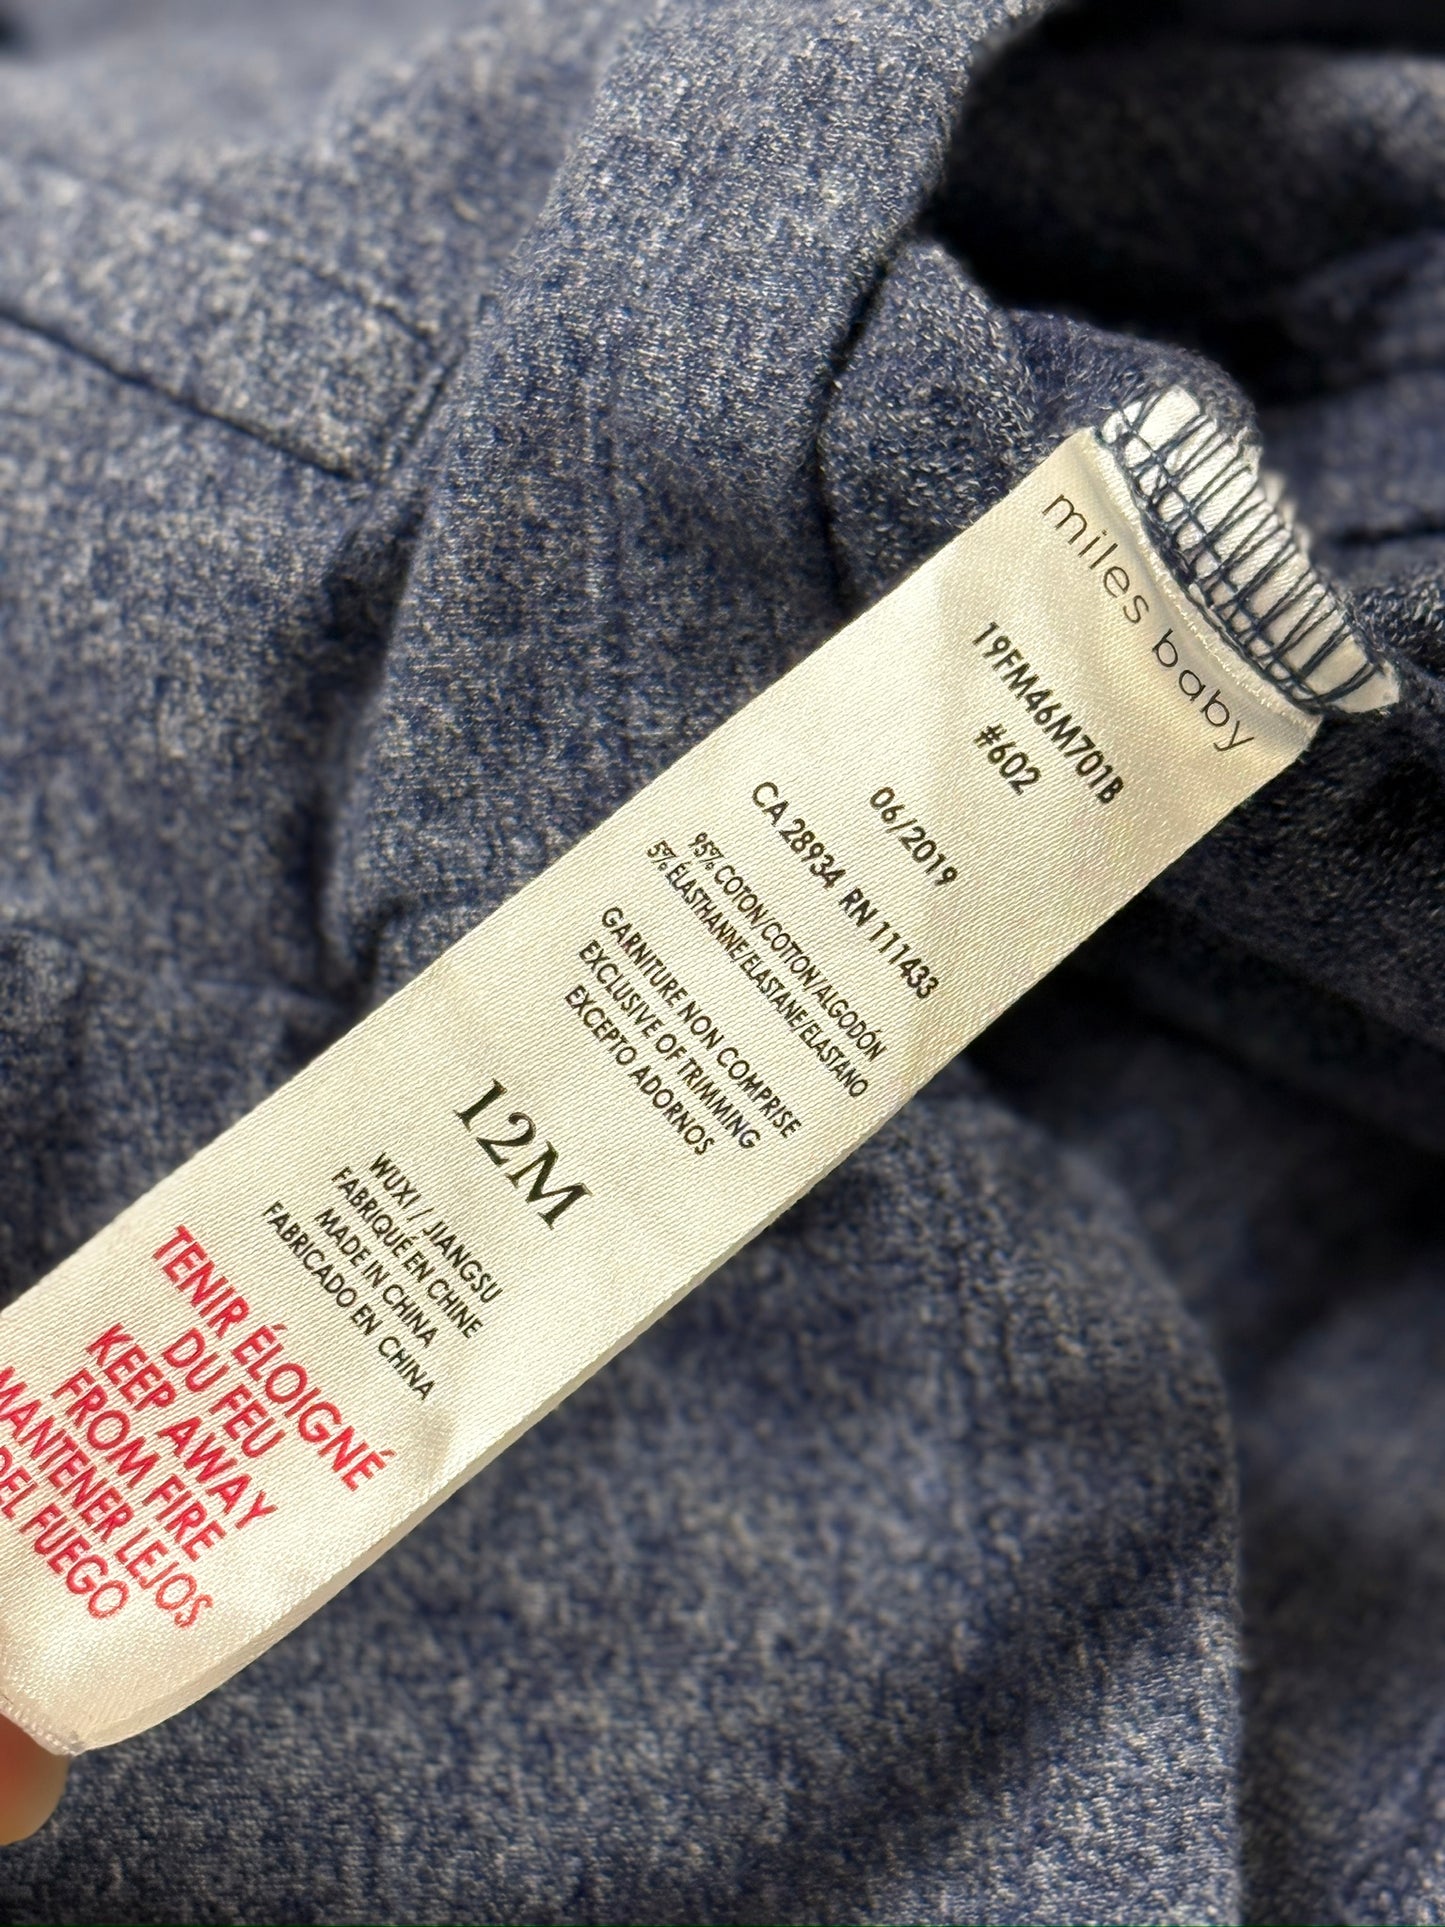 miles baby
19FM46M701B
#602
06/2019
CA 28934 RN 111433
95% COTON/COTTON/ALGODÓN
5% ÉLASTHANNE/ELASTANE/ELASTANO
GARNITURE NON COMPRISE
EXCLUSIVE OF TRIMMING
EXCEPTO ADORNOS
12M
WUXI / JIANGSU
FABRIQUÉ EN CHINE
MADE IN CHINA
FABRICADO EN CHINA
TENIR ÉLOIGNÉ
DU FEU
KEEP AWAY
FROM FIRE
MANTENER LEJOS
DEL FUEGO